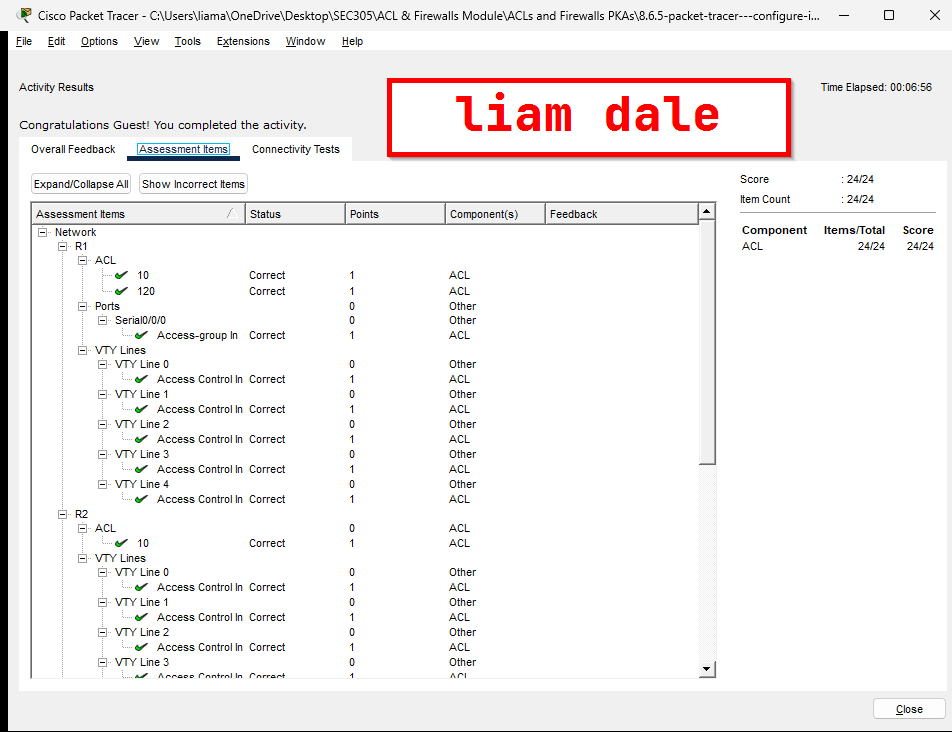 Cisco Packet Tracer - C:\Users\liama\OneDrive\Desktop\SEC305\ACL & Firewalls Module\ACLs and Firewalls PKAs\8.6.5-packet-tracer---configure-i...
File Edit Options View Tools Extensions Window Help
Activity Results
liam dale
Time Elapsed: 00:06:56
Congratulations Guest! You completed the activity.
Overall Feedback Assessment Items Connectivity Tests
Expand/Collapse All Show Incorrect Items
Assessment Items Status Points Component(s) Feedback
Network
R1
ACL
10 Correct 1 ACL
120 Correct 1 ACL
Ports 0 Other
Serial0/0/0 0 Other
Access-group In Correct 1 ACL
VTY Lines
VTY Line 0 0 Other
Access Control In Correct 1 ACL
VTY Line 1 0 Other
Access Control In Correct 1 ACL
VTY Line 2 0 Other
Access Control In Correct 1 ACL
VTY Line 3 0 Other
Access Control In Correct 1 ACL
VTY Line 4 0 Other
Access Control In Correct 1 ACL
R2
ACL 0 ACL
10 Correct 1 ACL
VTY Lines
VTY Line 0 0 Other
Access Control In Correct 1 ACL
VTY Line 1 0 Other
Access Control In Correct 1 ACL
VTY Line 2 0 Other
Access Control In Correct 1 ACL
VTY Line 3 0 Other
Access Control In Correct 1 ACL
Score : 24/24
Item Count : 24/24
Component Items/Total Score
ACL 24/24 24/24
Close